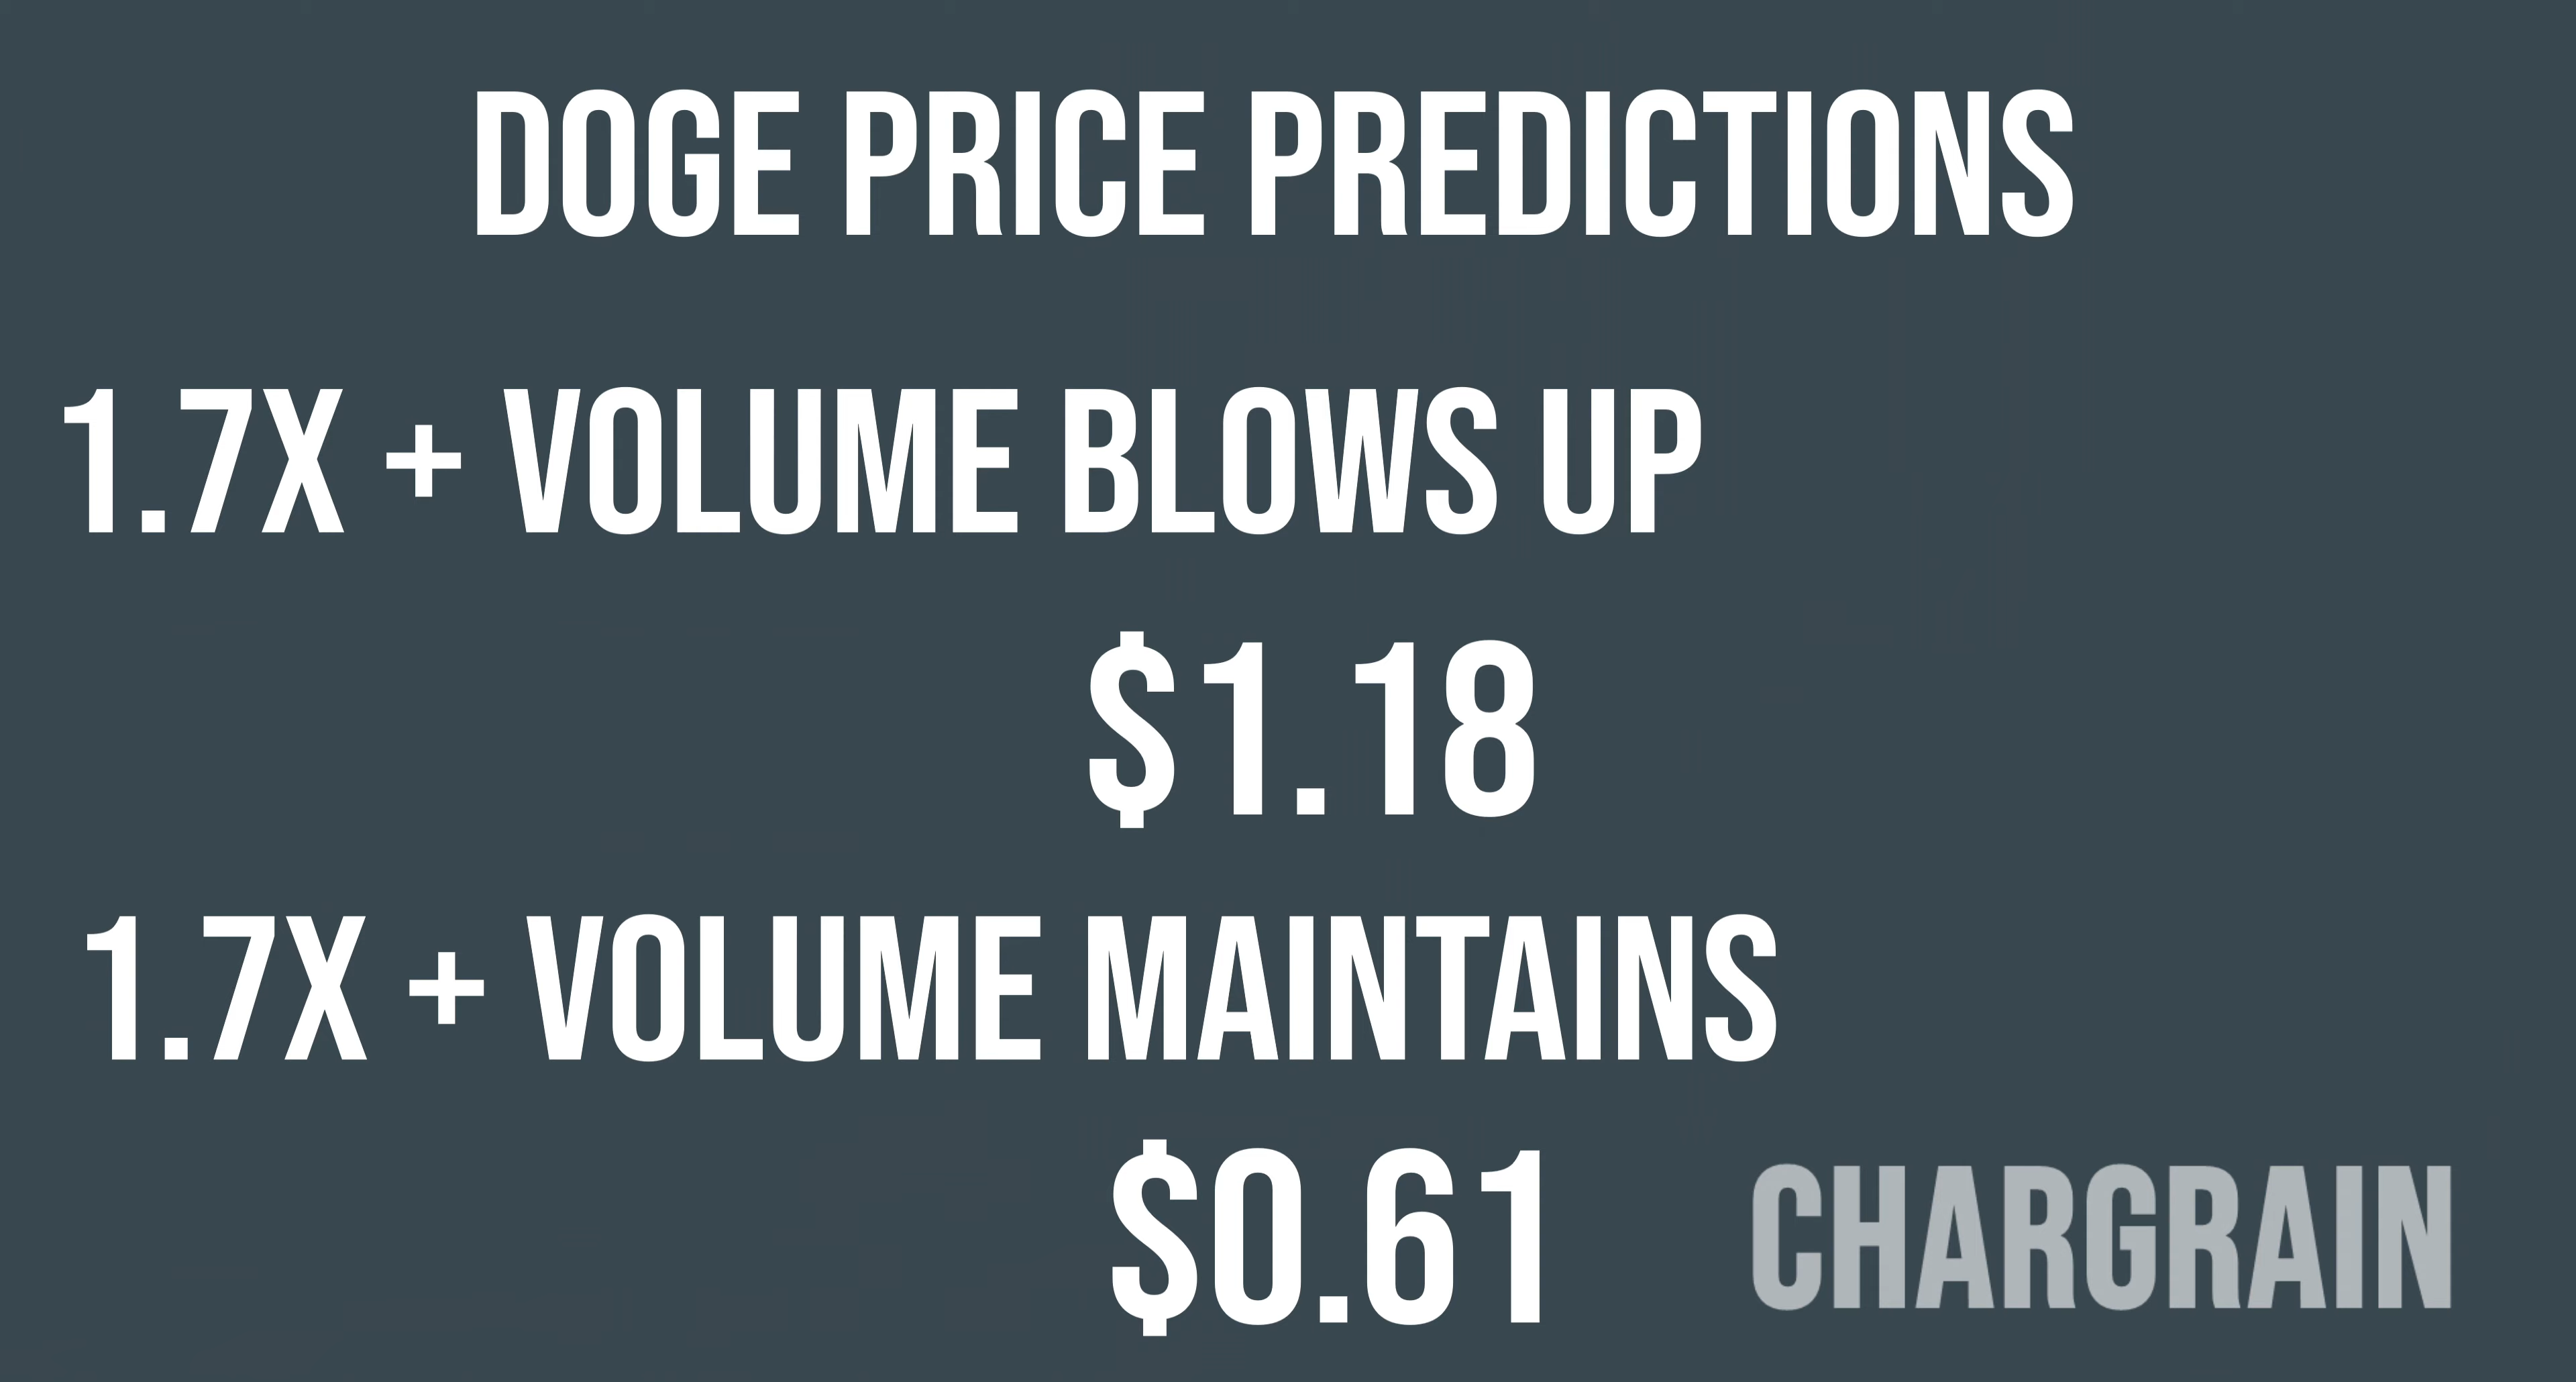 DOGE PRICE PREDICTIONS
1.7X + VOLUME BLOWS UP
$1.18
1.7X + VOLUME MAINTAINS
$0.61
CHARGRAIN